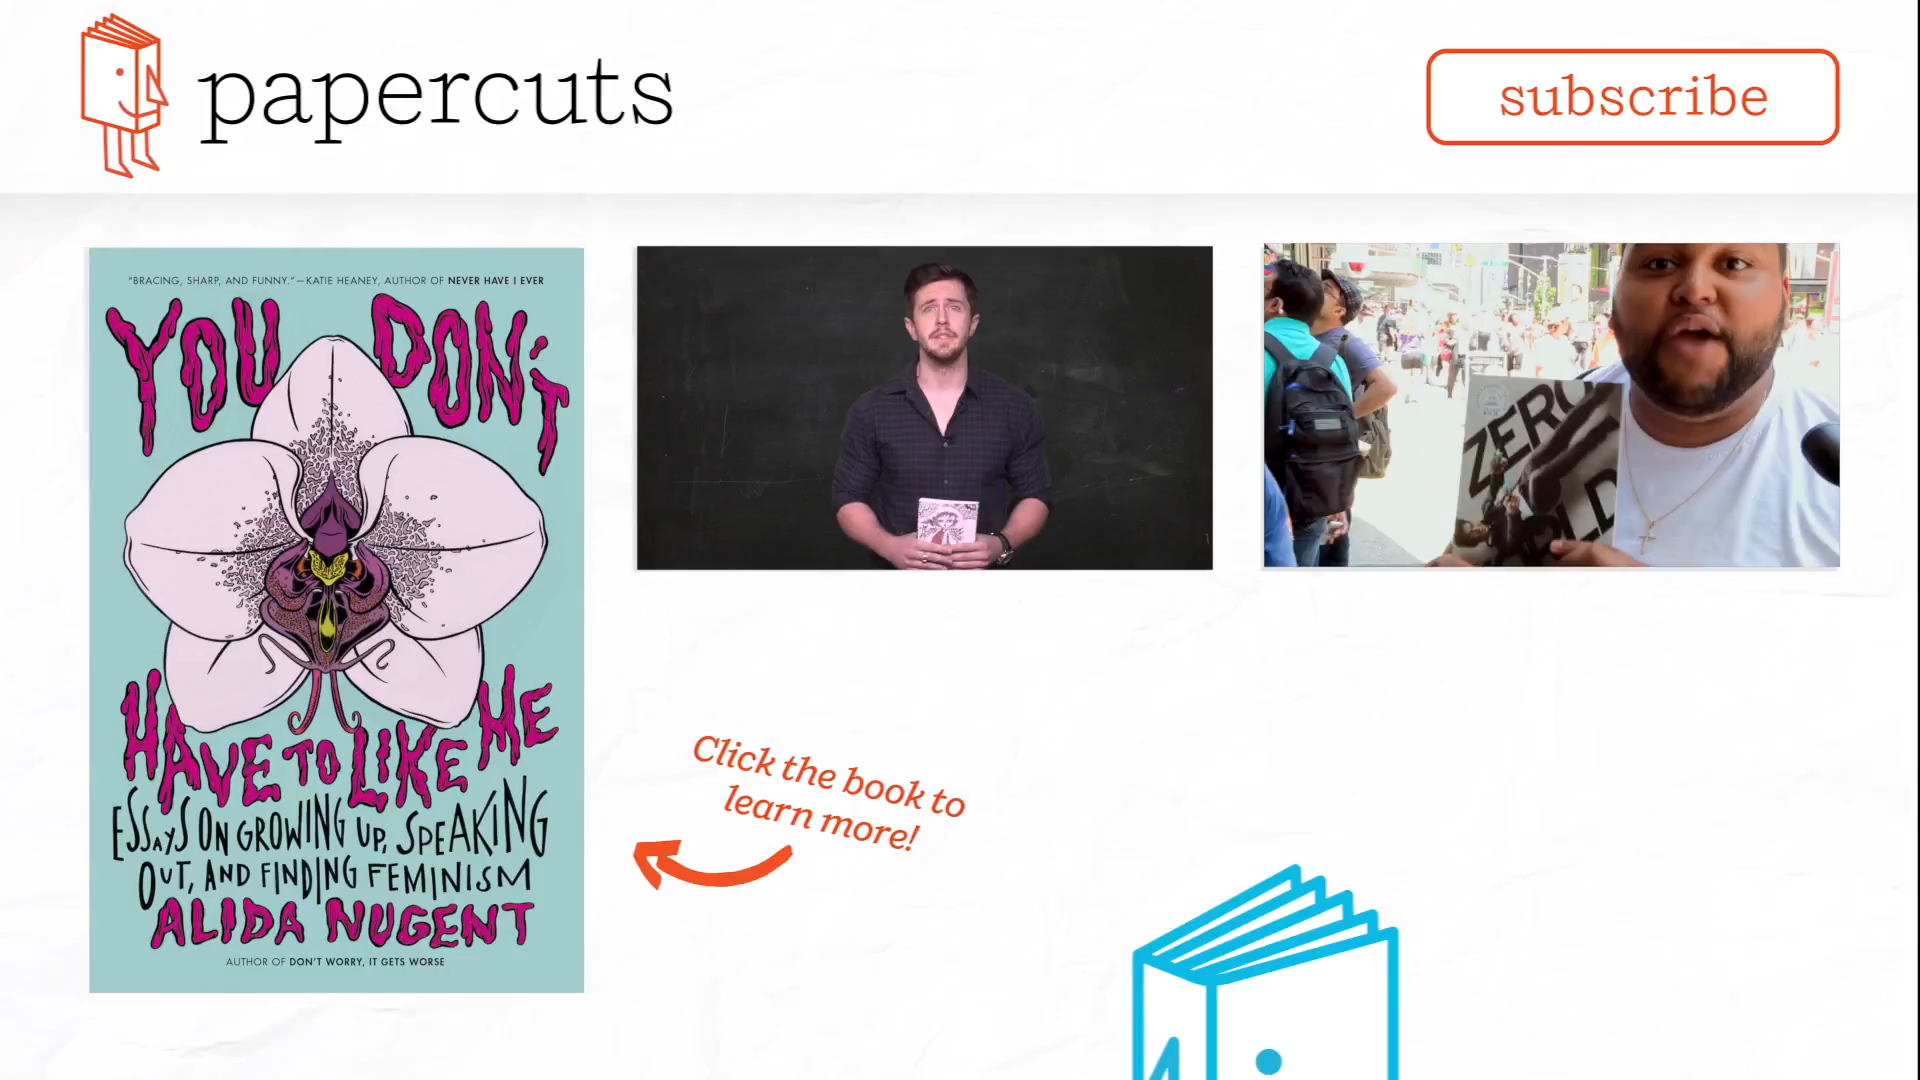 papercuts
subscribe
"BRACING, SHARP, AND FUNNY."—KATIE HEANEY, AUTHOR OF NEVER HAVE I EVER
YOU DON'T
HAVE TO LIKE ME
ESSAYS ON GROWING UP, SPEAKING
OUT, AND FINDING FEMINISM
ALIDA NUGENT
AUTHOR OF DON'T WORRY, IT GETS WORSE
ZERO
Click the book to
learn more!